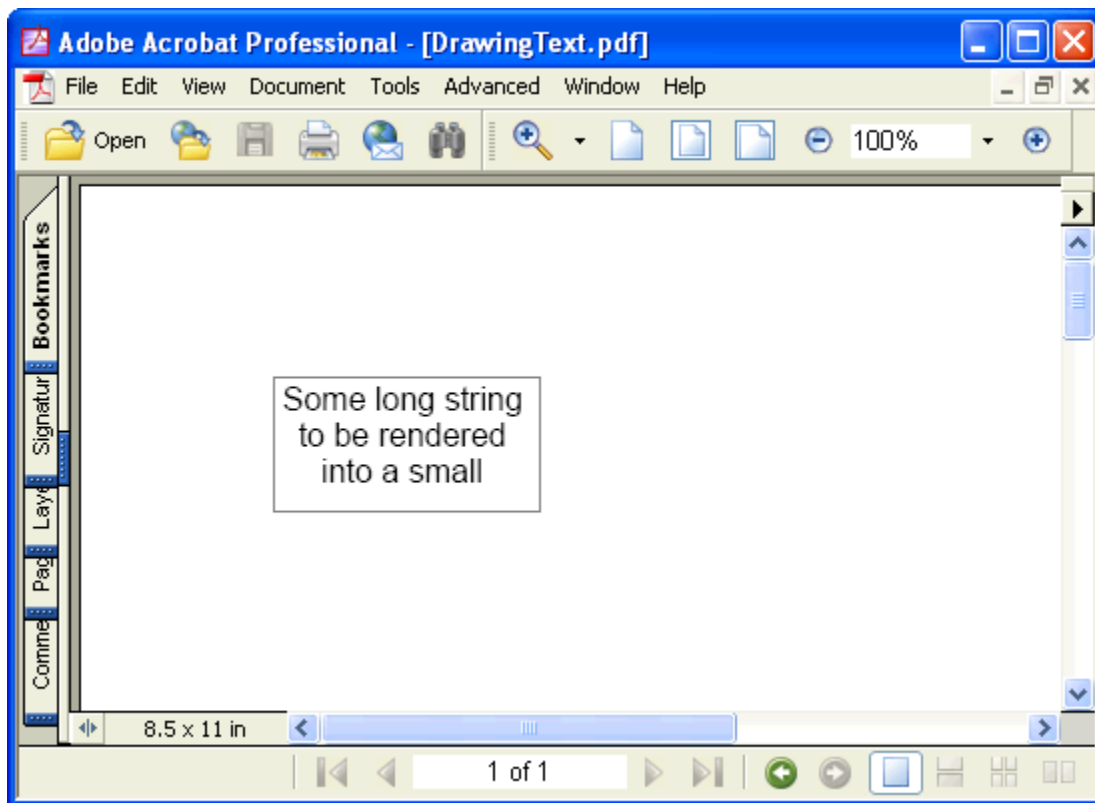 Adobe Acrobat Professional - [DrawingText.pdf]
File Edit View Document Tools Advanced Window Help
Open 100%
Bookmarks
Signatur
Laye
Pag
Comme
Some long string
to be rendered
into a small
8.5 x 11 in
1 of 1